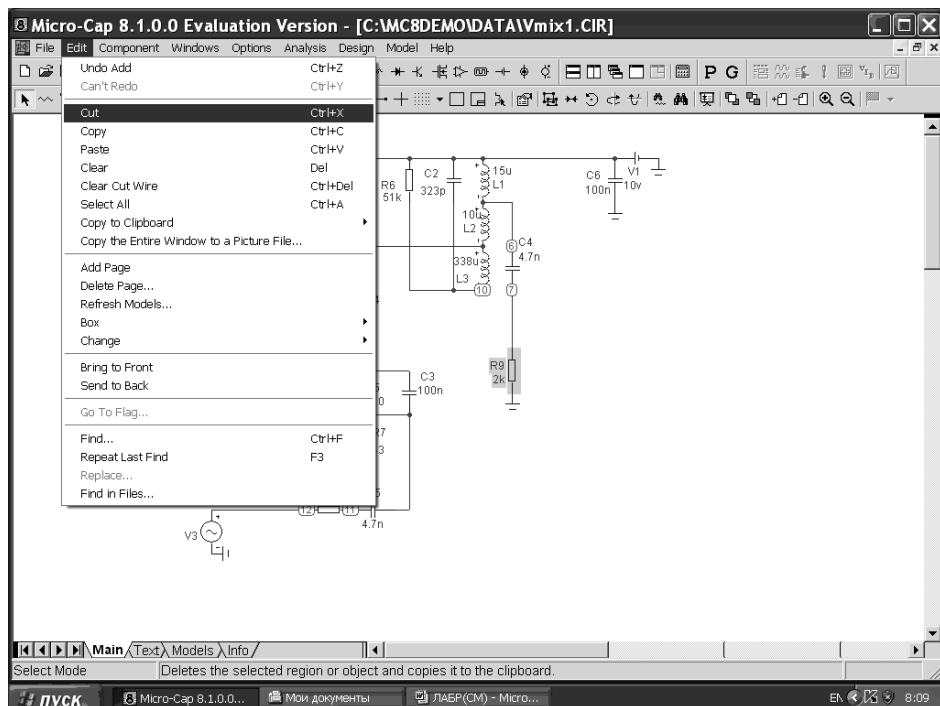 Micro-Cap 8.1.0.0 Evaluation Version - [C:\MC8DEMO\DATA\Vmix1.CIR]
File Edit Component Windows Options Analysis Design Model Help
Undo Add Ctrl+Z
Can't Redo Ctrl+Y
P G
Cut Ctrl+X
Copy Ctrl+C
Paste Ctrl+V
Clear Del
Clear Cut Wire Ctrl+Del
Select All Ctrl+A
Copy to Clipboard
Copy the Entire Window to a Picture File...
Add Page
Delete Page...
Refresh Models...
Box
Change
Bring to Front
Send to Back
Go To Flag...
Find... Ctrl+F
Repeat Last Find F3
Replace...
Find in Files...
R6
51k
C2
323p
15u
L1
10u
L2
338u
L3
10
6
C4
4.7n
7
C6
100n
V1
10v
R9
2k
C3
100n
12
11
4.7n
V3
Main Text Models Info
Select Mode Deletes the selected region or object and copies it to the clipboard.
пуск Micro-Cap 8.1.0.0... Мои документы ЛАБР(СМ) - Micro... EN 8:09